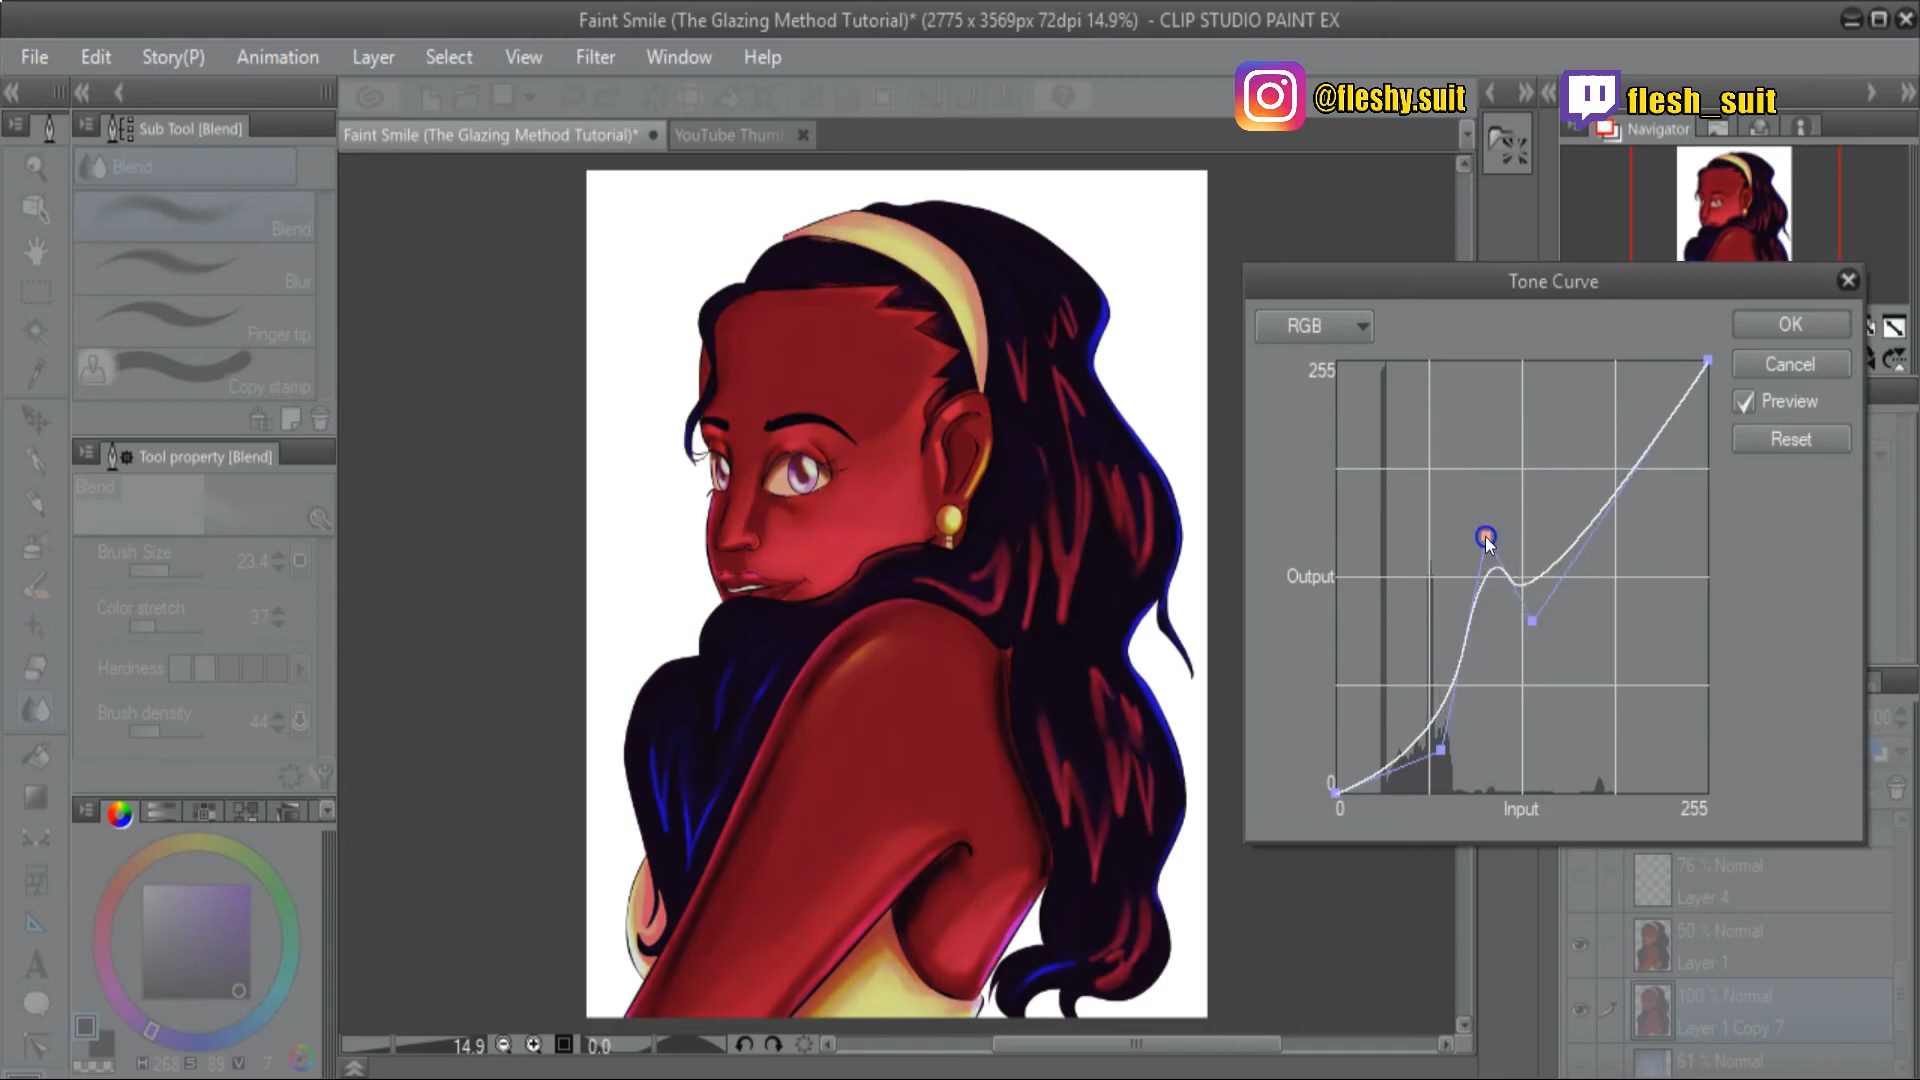 Faint Smile (The Glazing Method Tutorial)* (2775 x 3569px 72dpi 14.9%) - CLIP STUDIO PAINT EX
File Edit Story(P) Animation Layer Select View Filter Window Help
@fleshy.suit
flesh_suit
Sub Tool [Blend]
Faint Smile (The Glazing Method Tutorial)*
YouTube Thum
Navigator
Blend
Blend
Blur
Finger tip
Copy stamp
Tool property [Blend]
Blend
Brush Size 23.4
Color stretch 37
Hardness
Brush density 44
H 268 S 89 V 7
Tone Curve
RGB
OK
Cancel
Preview
Reset
255
Output
0
0 Input 255
100
76 % Normal
Layer 4
50 % Normal
Layer 1
100 % Normal
Layer 1 Copy 7
61 % Normal
14.9
0.0